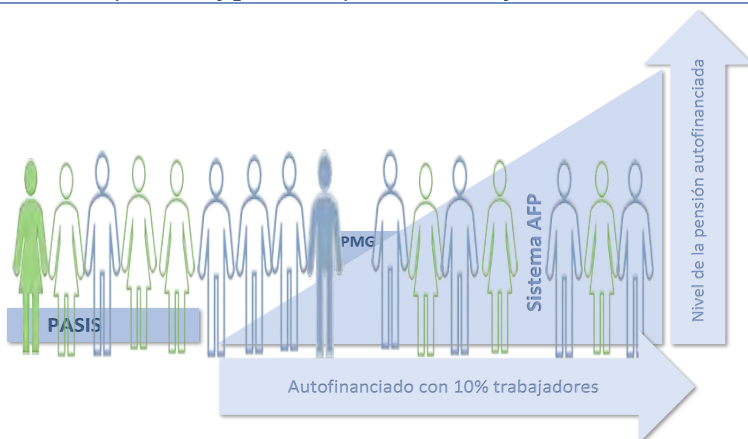 PASIS
PMG
Sistema AFP
Nivel de la pensión autofinanciada
Autofinanciado con 10% trabajadores